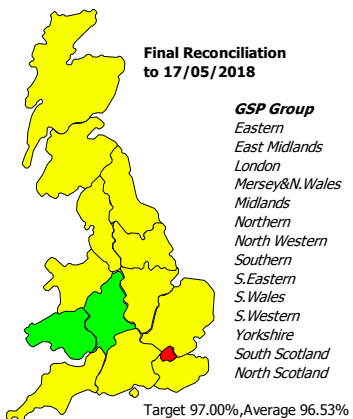 Final Reconciliation
to 17/05/2018
GSP Group
Eastern
East Midlands
London
Mersey&N.Wales
Midlands
Northern
North Western
Southern
S.Eastern
S.Wales
S.Western
Yorkshire
South Scotland
North Scotland
Target 97.00%,Average 96.53%